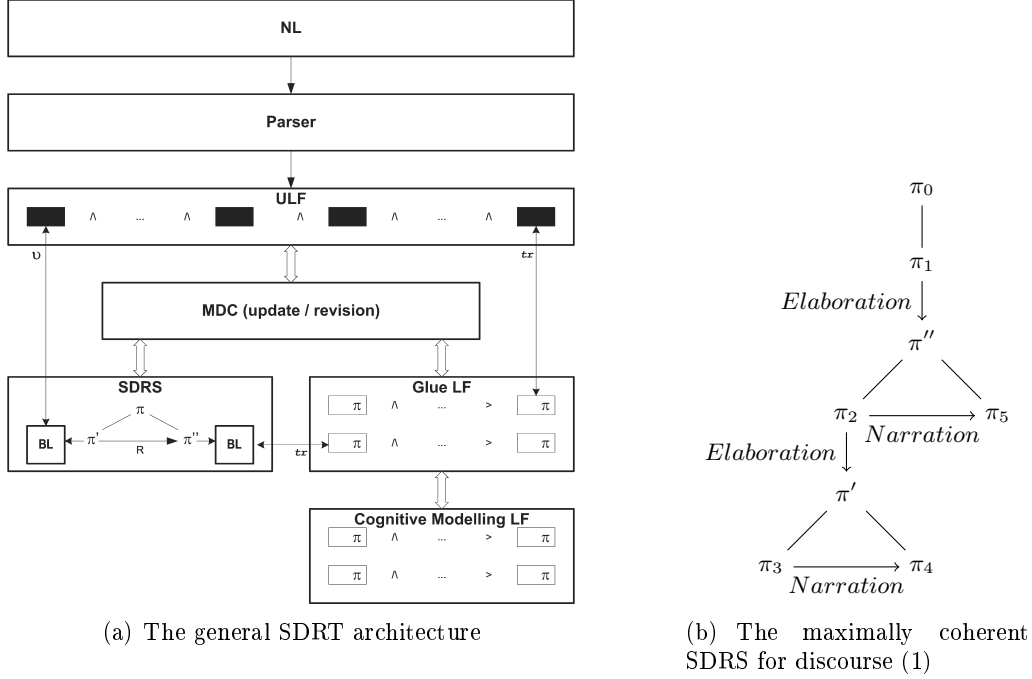 NL
Parser
ULF
∧ ... ∧ ∧ ∧ ... ∧
υ
tr
MDC (update / revision)
SDRS
π
BL π' R π'' BL
tr
Glue LF
π ∧ ... > π
π ∧ ... > π
Cognitive Modelling LF
π ∧ ... > π
π ∧ ... > π
(a) The general SDRT architecture
π₀
π₁
Elaboration
π''
π₂ π₅
Narration
Elaboration
π'
π₃ π₄
Narration
(b) The maximally coherent
SDRS for discourse (1)